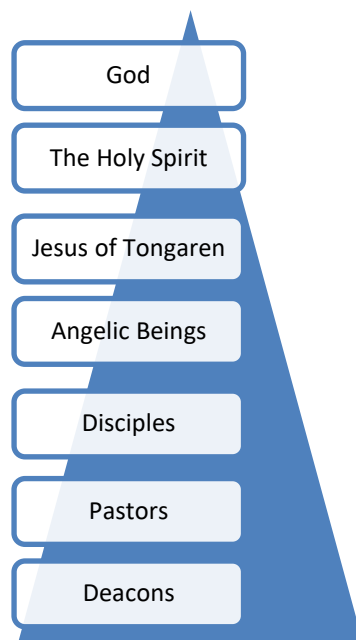 God
The Holy Spirit
Jesus of Tongaren
Angelic Beings
Disciples
Pastors
Deacons